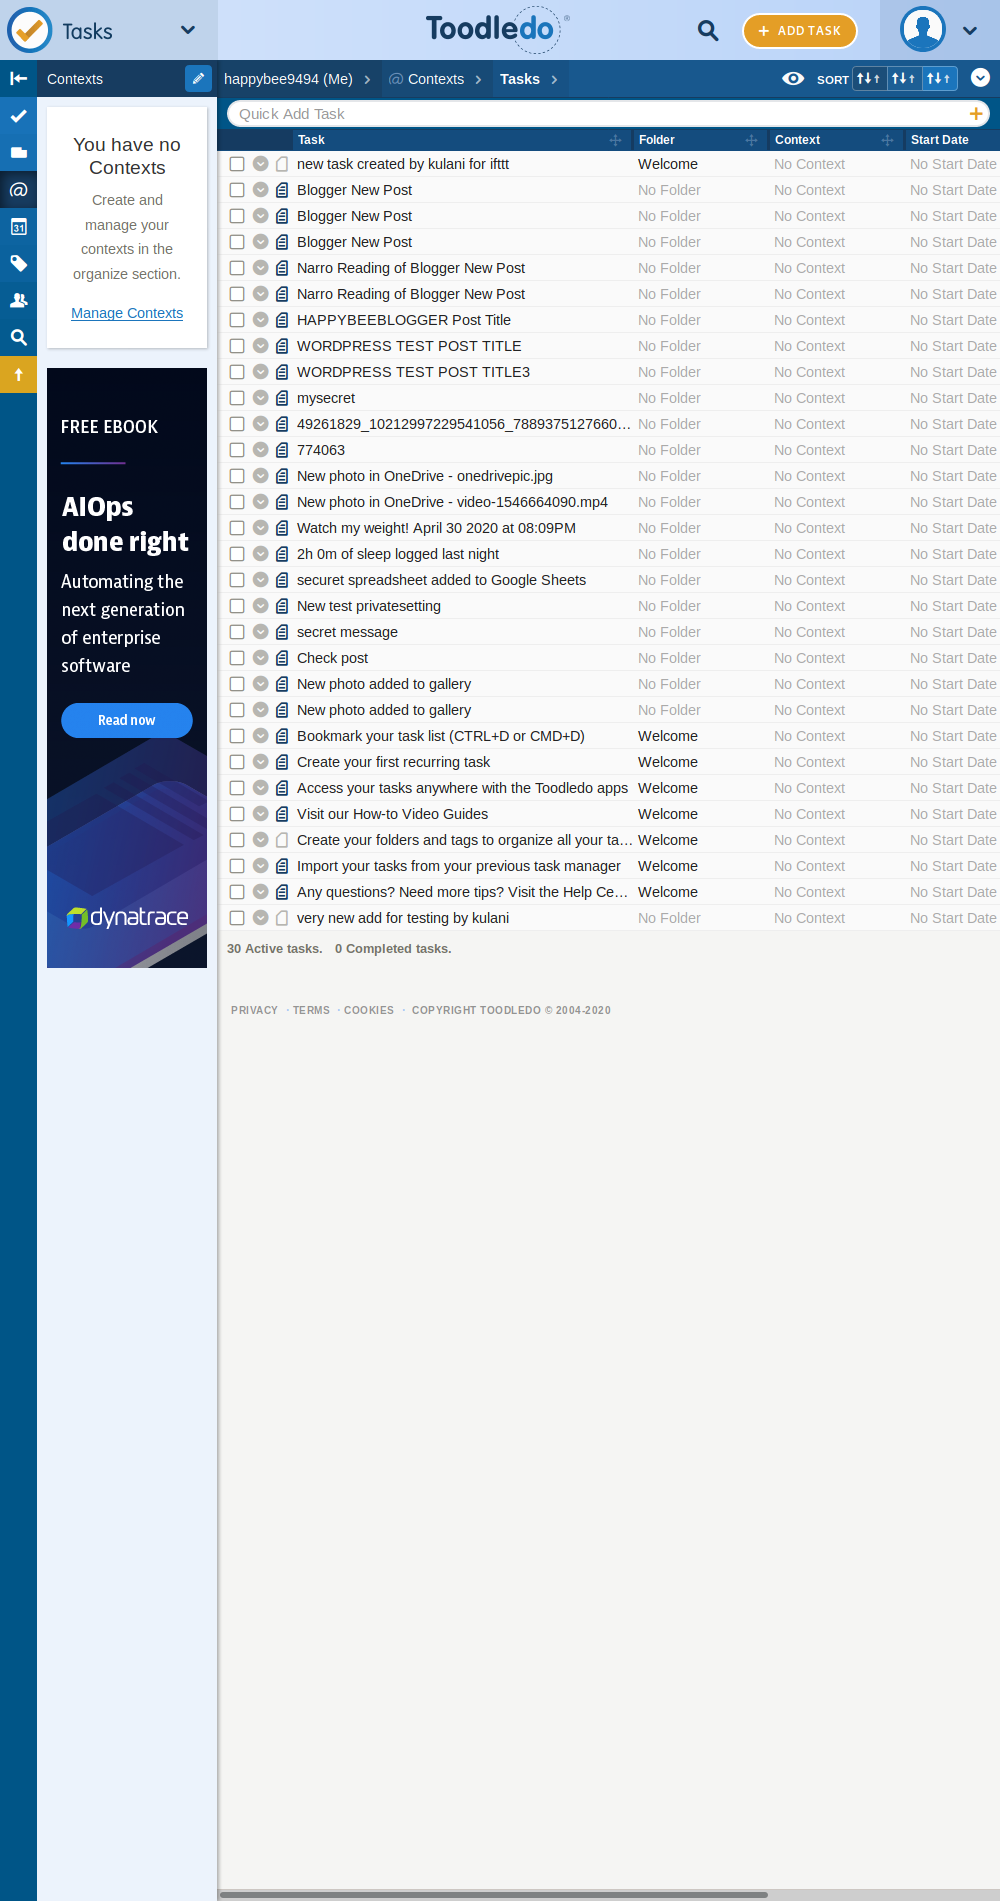 Tasks
Toodledo®
+ ADD TASK
Contexts
happybee9494 (Me)
@ Contexts
Tasks
SORT
Quick Add Task
Task Folder Context Start Date
@
31
You have no
Contexts
Create and
manage your
contexts in the
organize section.
Manage Contexts
FREE EBOOK
AIOps
done right
Automating the
next generation
of enterprise
software
Read now
dynatrace
new task created by kulani for ifttt Welcome No Context No Start Date
Blogger New Post No Folder No Context No Start Date
Blogger New Post No Folder No Context No Start Date
Blogger New Post No Folder No Context No Start Date
Narro Reading of Blogger New Post No Folder No Context No Start Date
Narro Reading of Blogger New Post No Folder No Context No Start Date
HAPPYBEEBLOGGER Post Title No Folder No Context No Start Date
WORDPRESS TEST POST TITLE No Folder No Context No Start Date
WORDPRESS TEST POST TITLE3 No Folder No Context No Start Date
mysecret No Folder No Context No Start Date
49261829_10212997229541056_7889375127660... No Folder No Context No Start Date
774063 No Folder No Context No Start Date
New photo in OneDrive - onedrivepic.jpg No Folder No Context No Start Date
New photo in OneDrive - video-1546664090.mp4 No Folder No Context No Start Date
Watch my weight! April 30 2020 at 08:09PM No Folder No Context No Start Date
2h 0m of sleep logged last night No Folder No Context No Start Date
securet spreadsheet added to Google Sheets No Folder No Context No Start Date
New test privatesetting No Folder No Context No Start Date
secret message No Folder No Context No Start Date
Check post No Folder No Context No Start Date
New photo added to gallery No Folder No Context No Start Date
New photo added to gallery No Folder No Context No Start Date
Bookmark your task list (CTRL+D or CMD+D) Welcome No Context No Start Date
Create your first recurring task Welcome No Context No Start Date
Access your tasks anywhere with the Toodledo apps Welcome No Context No Start Date
Visit our How-to Video Guides Welcome No Context No Start Date
Create your folders and tags to organize all your ta... Welcome No Context No Start Date
Import your tasks from your previous task manager Welcome No Context No Start Date
Any questions? Need more tips? Visit the Help Ce... Welcome No Context No Start Date
very new add for testing by kulani No Folder No Context No Start Date
30 Active tasks. 0 Completed tasks.
PRIVACY · TERMS · COOKIES · COPYRIGHT TOODLEDO © 2004-2020